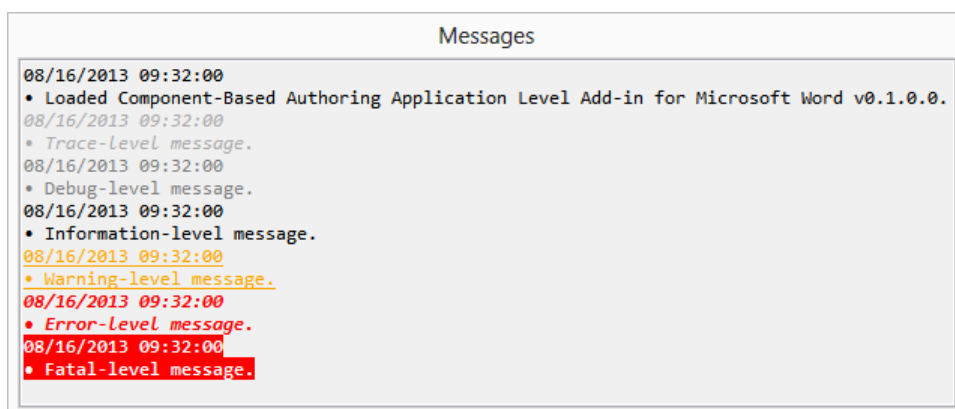 Messages
08/16/2013 09:32:00
• Loaded Component-Based Authoring Application Level Add-in for Microsoft Word v0.1.0.0.
08/16/2013 09:32:00
• Trace-level message.
08/16/2013 09:32:00
• Debug-level message.
08/16/2013 09:32:00
• Information-level message.
08/16/2013 09:32:00
• Warning-level message.
08/16/2013 09:32:00
• Error-level message.
08/16/2013 09:32:00
• Fatal-level message.